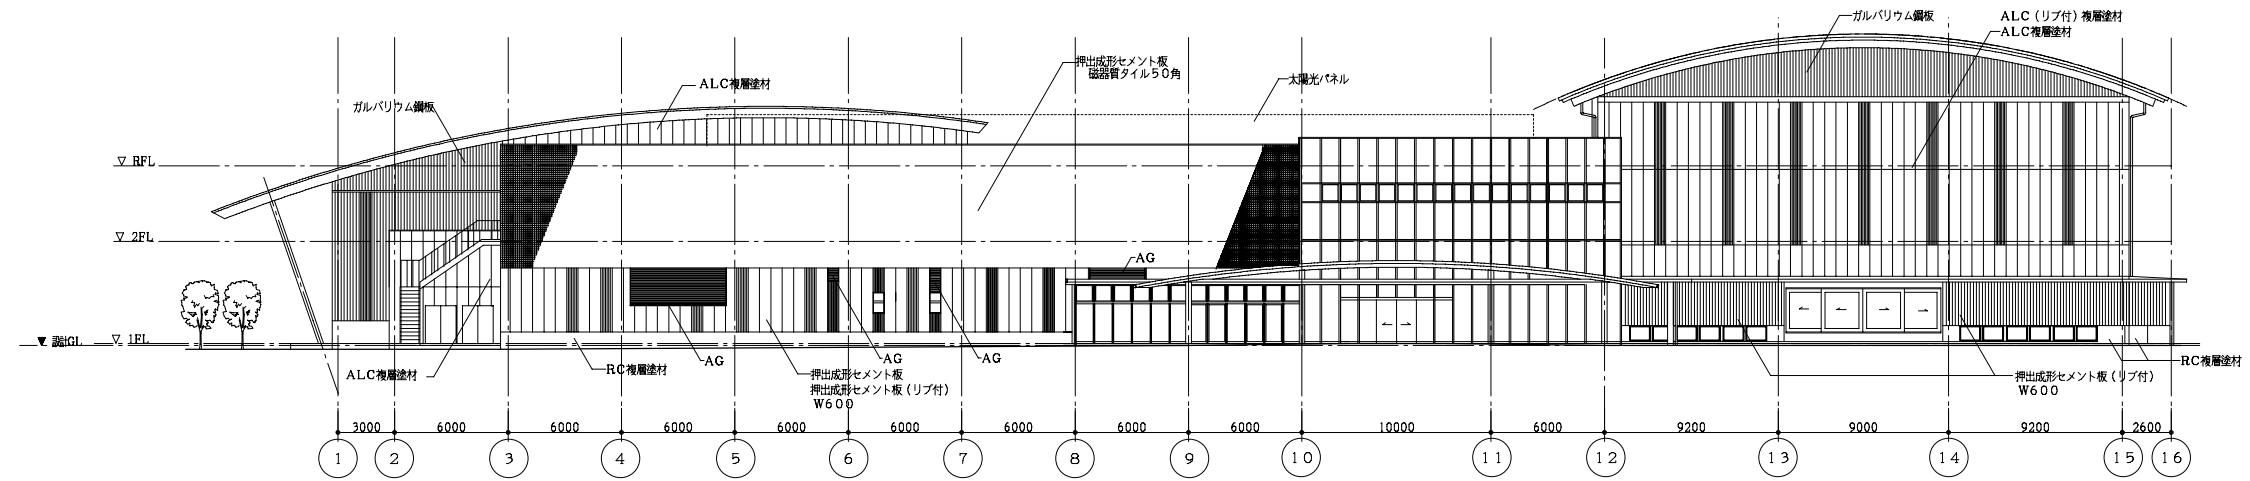 ガルバリウム鋼板
ALC（リブ付）複層塗材
ALC複層塗材
押出成形セメント板
磁器質タイル50角
太陽光パネル
ALC複層塗材
ガルバリウム鋼板
▽ RFL
▽ 2FL
AG
▼ 設計GL
▽ 1FL
ALC複層塗材
RC複層塗材
AG
AG
AG
押出成形セメント板
押出成形セメント板（リブ付）
W600
RC複層塗材
押出成形セメント板（リブ付）
W600
3000 6000 6000 6000 6000 6000 6000 6000 6000 10000 6000 9200 9000 9200 2600
1 2 3 4 5 6 7 8 9 10 11 12 13 14 15 16